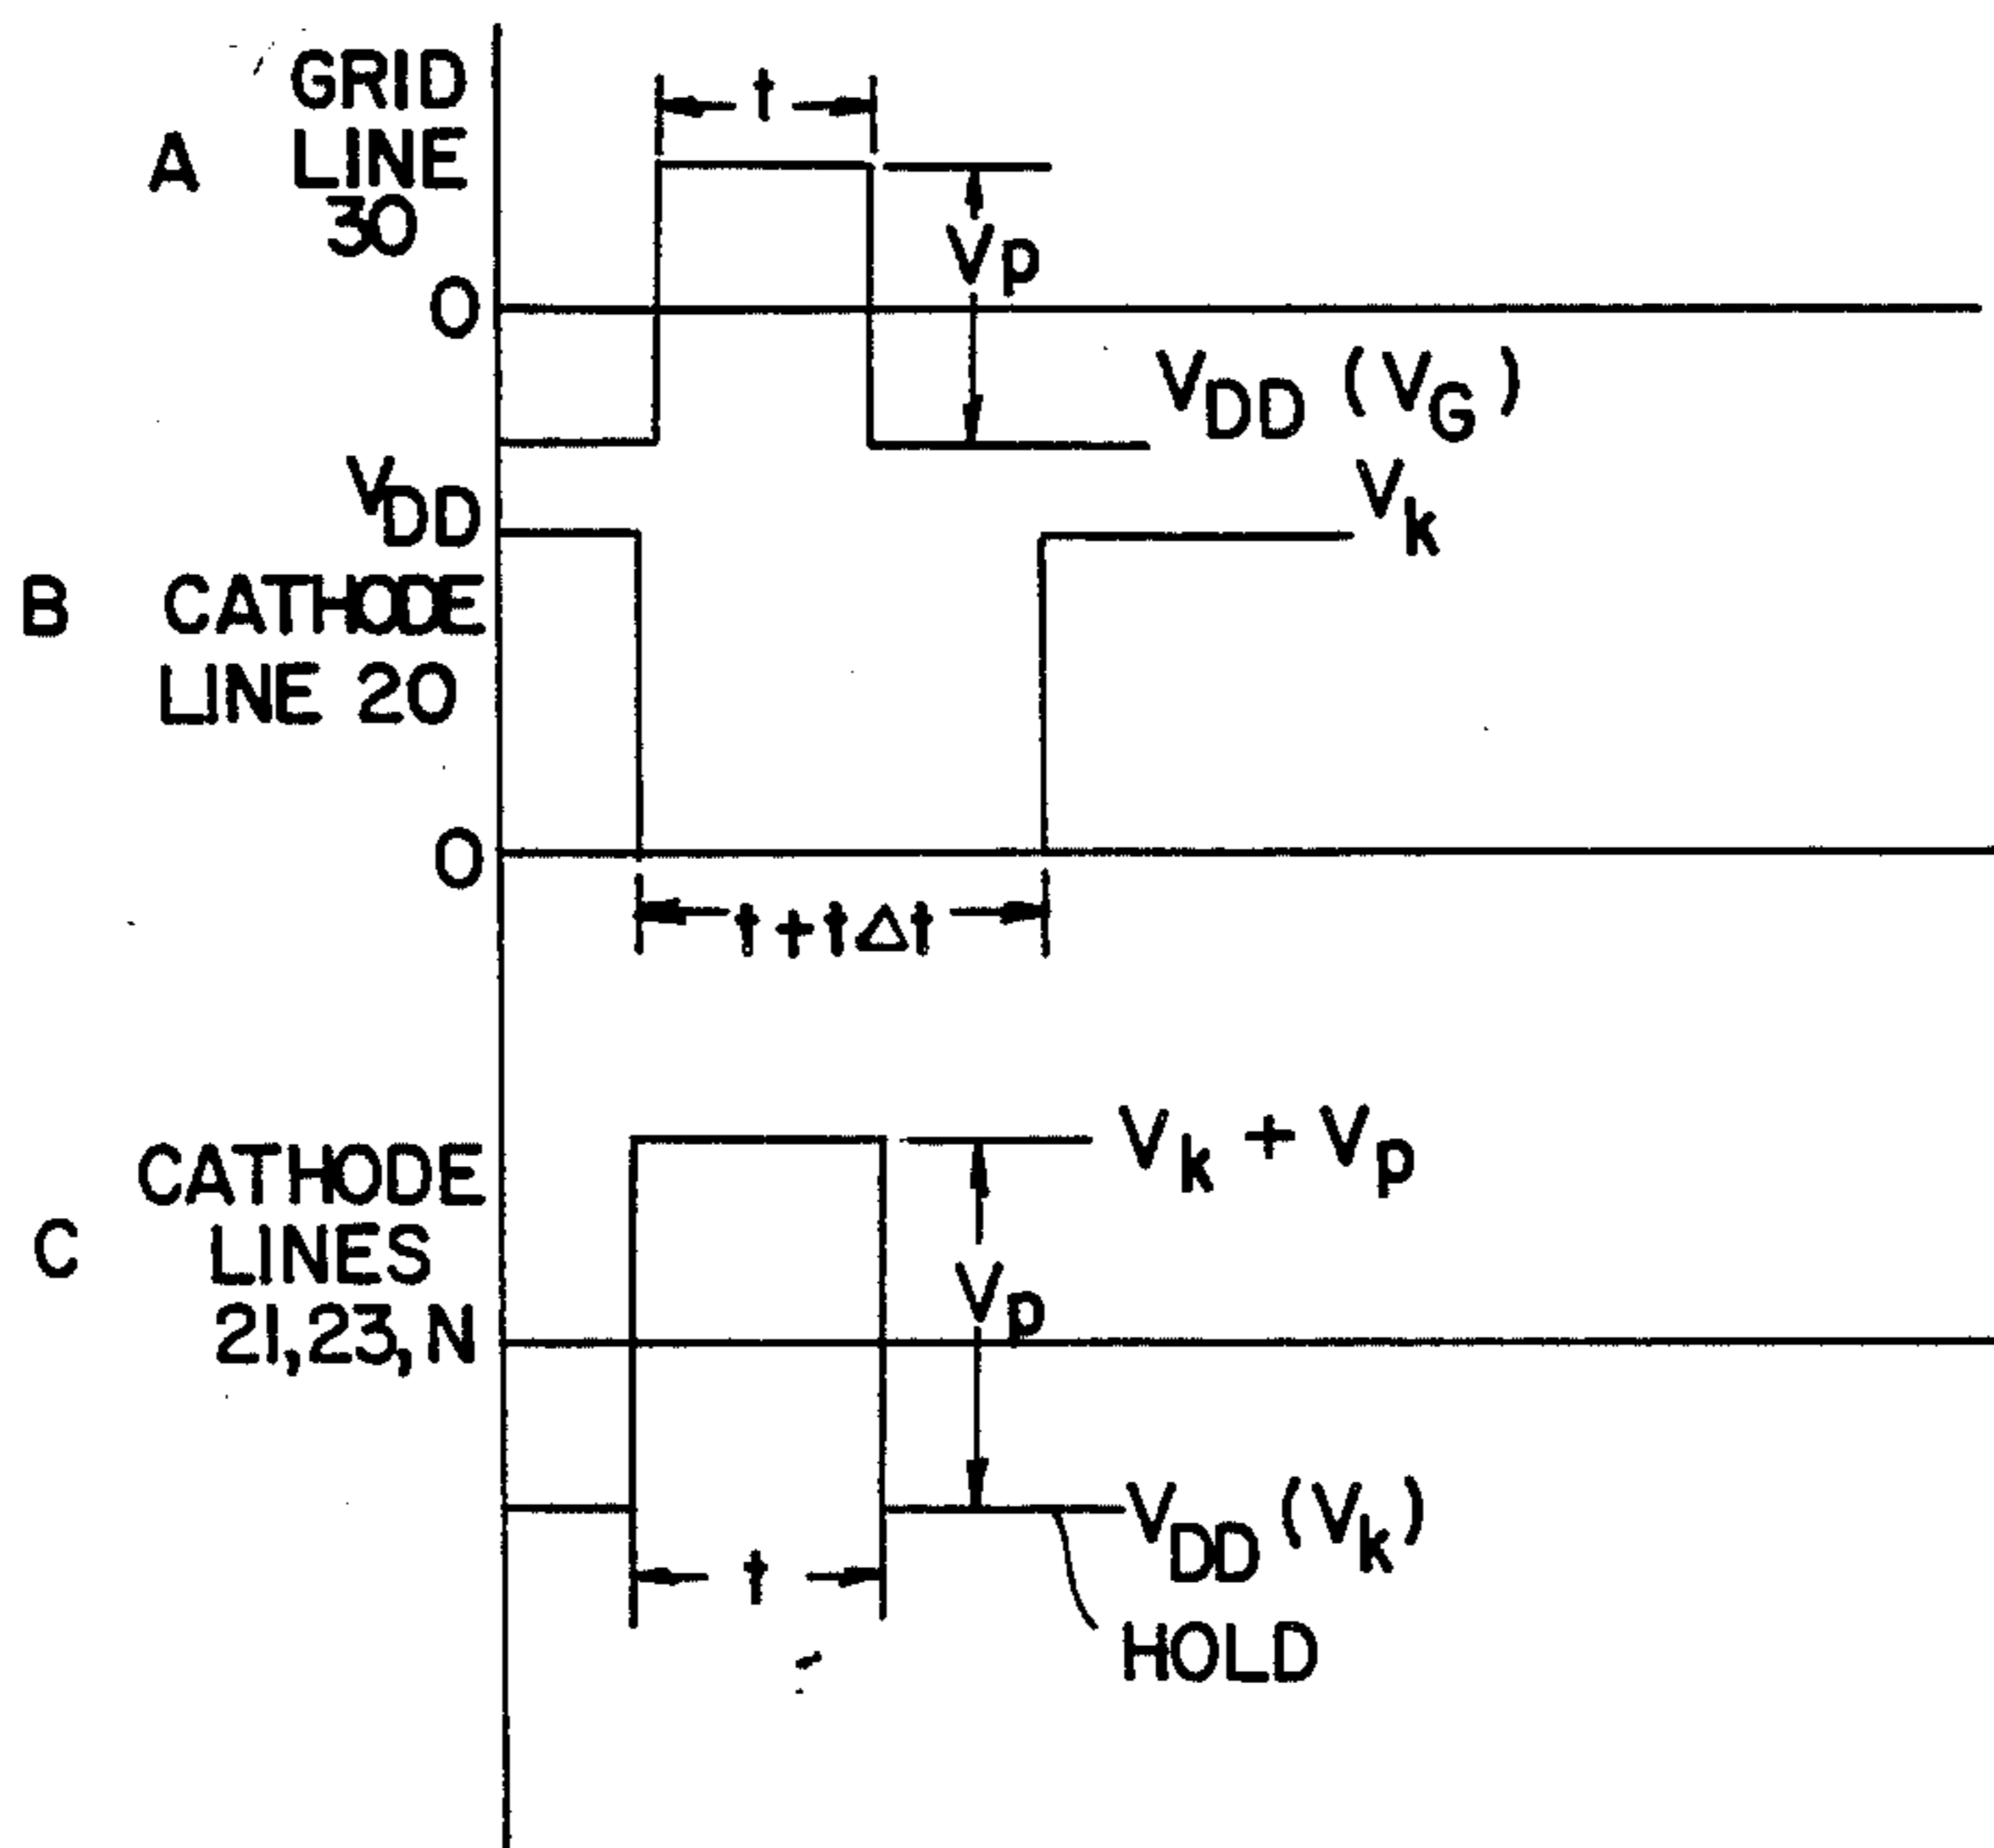 GRID
A LINE
30
t
Vp
0
VDD (VG)
VDD
Vk
B CATHODE
LINE 20
0
t+t△t
CATHODE
C LINES
21,23,N
Vk + Vp
Vp
VDD (Vk)
t
HOLD